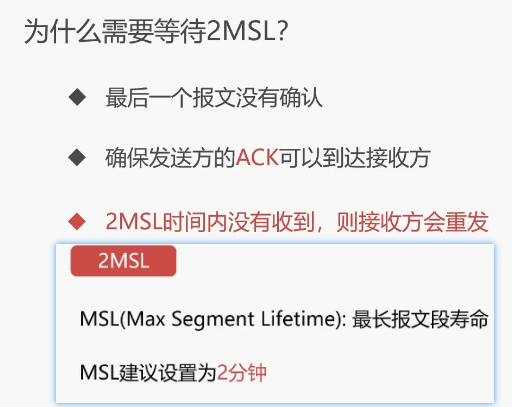 为什么需要等待2MSL?
◆ 最后一个报文没有确认
◆ 确保发送方的ACK可以到达接收方
◆ 2MSL时间内没有收到，则接收方会重发
2MSL
MSL(Max Segment Lifetime): 最长报文段寿命
MSL建议设置为2分钟